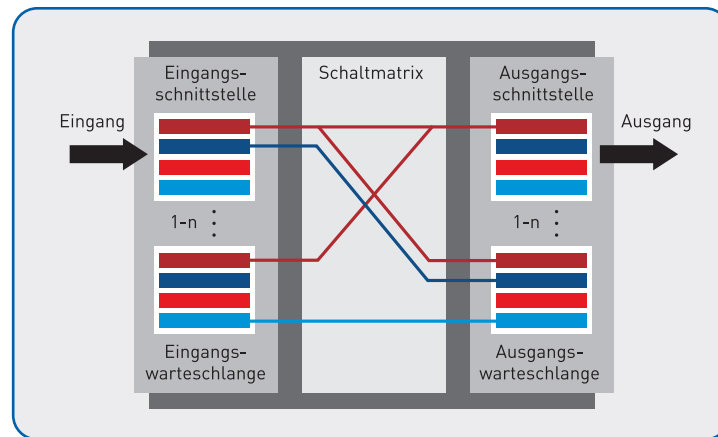 Eingangs-
schnittstelle
Schaltmatrix
Ausgangs-
schnittstelle
Eingang
Ausgang
1-n
1-n
Eingangs-
warteschlange
Ausgangs-
warteschlange